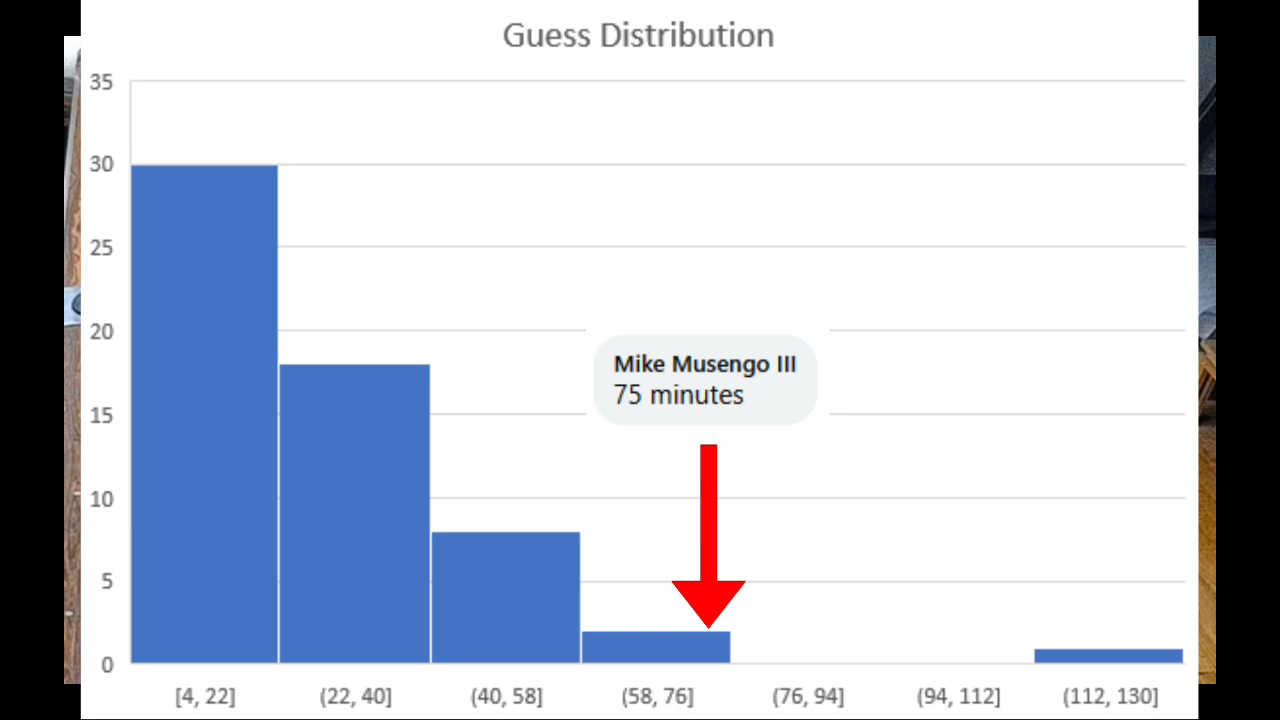 Guess Distribution
35
30
25
20
15
10
5
0
Mike Musengo III
75 minutes
[4, 22] (22, 40] (40, 58] (58, 76] (76, 94] (94, 112] (112, 130]